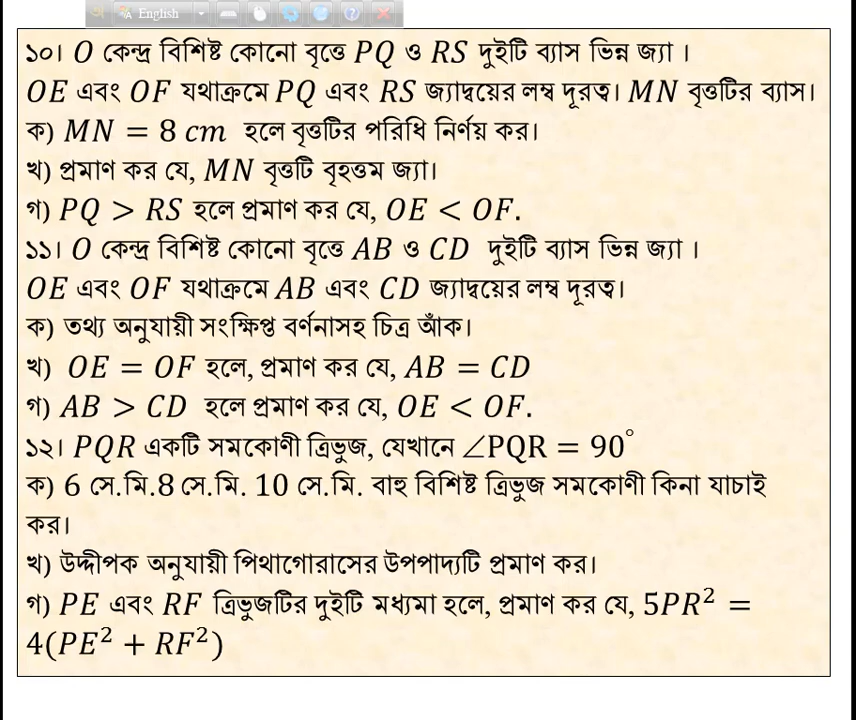 English
১০। O কেন্দ্র বিশিষ্ট কোনো বৃত্তে PQ ও RS দুইটি ব্যাস ভিন্ন জ্যা ।
OE এবং OF যথাক্রমে PQ এবং RS জ্যাদ্বয়ের লম্ব দূরত্ব। MN বৃত্তটির ব্যাস।
ক) MN = 8 cm হলে বৃত্তটির পরিধি নির্ণয় কর।
খ) প্রমাণ কর যে, MN বৃত্তটি বৃহত্তম জ্যা।
গ) PQ > RS হলে প্রমাণ কর যে, OE < OF.
১১। O কেন্দ্র বিশিষ্ট কোনো বৃত্তে AB ও CD দুইটি ব্যাস ভিন্ন জ্যা ।
OE এবং OF যথাক্রমে AB এবং CD জ্যাদ্বয়ের লম্ব দূরত্ব।
ক) তথ্য অনুযায়ী সংক্ষিপ্ত বর্ণনাসহ চিত্র আঁক।
খ) OE = OF হলে, প্রমাণ কর যে, AB = CD
গ) AB > CD হলে প্রমাণ কর যে, OE < OF.
১২। PQR একটি সমকোণী ত্রিভুজ, যেখানে ∠PQR = 90°
ক) 6 সে.মি.8 সে.মি. 10 সে.মি. বাহু বিশিষ্ট ত্রিভুজ সমকোণী কিনা যাচাই
কর।
খ) উদ্দীপক অনুযায়ী পিথাগোরাসের উপপাদ্যটি প্রমাণ কর।
গ) PE এবং RF ত্রিভুজটির দুইটি মধ্যমা হলে, প্রমাণ কর যে, 5PR² =
4(PE² + RF²)